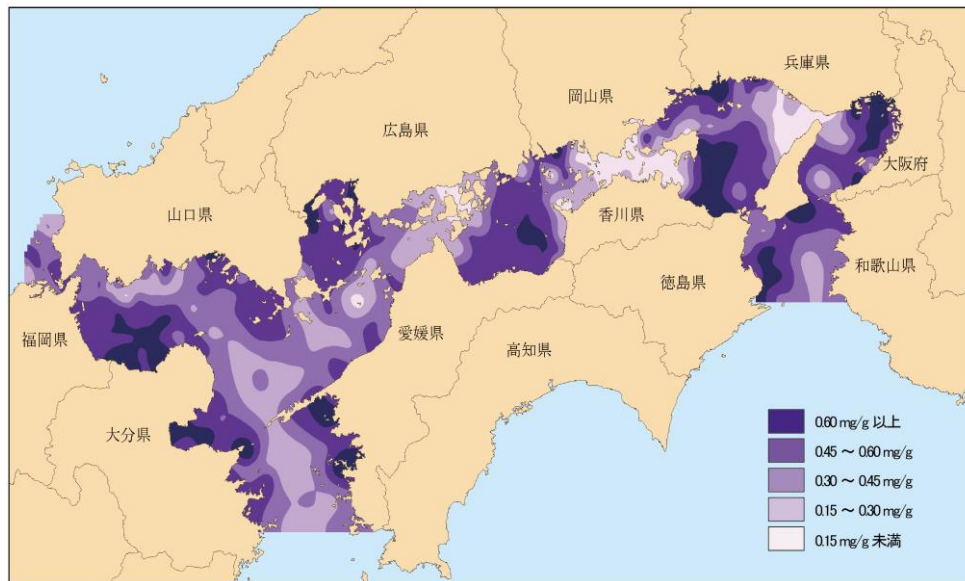 兵庫県
岡山県
広島県
大阪府
山口県
香川県
和歌山県
徳島県
福岡県
愛媛県
高知県
大分県
0.60 mg/g 以上
0.45 ～ 0.60 mg/g
0.30 ～ 0.45 mg/g
0.15 ～ 0.30 mg/g
0.15 mg/g 未満